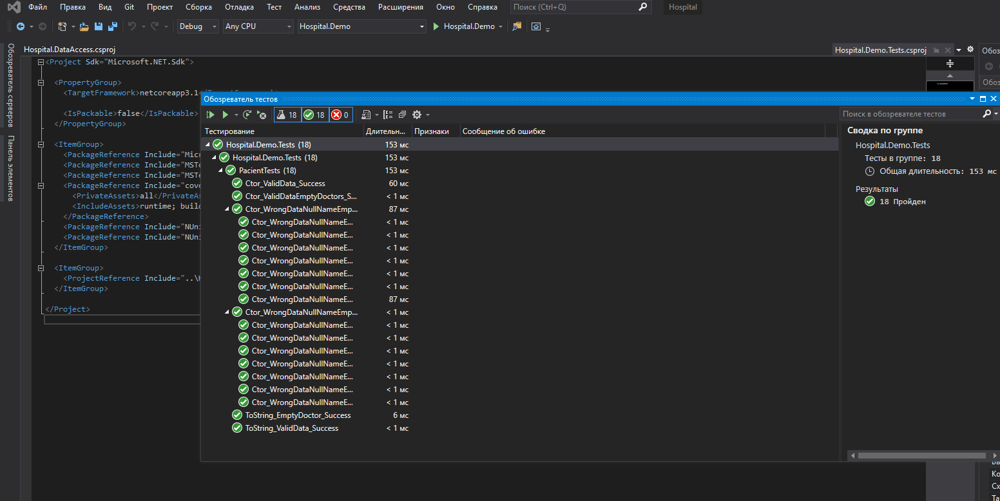 Файл Правка Вид Git Проект Сборка Отладка Тест Анализ Средства Расширения Окно Справка Поиск (Ctrl+Q) Hospital
Debug Any CPU Hospital.Demo Hospital.Demo
Обозреватель серверов
Панель элементов
Hospital.DataAccess.csproj Hospital.Demo.Tests.csproj Обоз
Обоз
<Project Sdk="Microsoft.NET.Sdk">
<PropertyGroup>
<TargetFramework>netcoreapp3.1</TargetFramework>
<IsPackable>false</IsPackable>
</PropertyGroup>
<ItemGroup>
<PackageReference Include="Micr
<PackageReference Include="MSTe
<PackageReference Include="MSTe
<PackageReference Include="cove
<PrivateAssets>all</PrivateAs
<IncludeAssets>runtime; buil
</PackageReference>
<PackageReference Include="NUni
<PackageReference Include="NUni
</ItemGroup>
<ItemGroup>
<ProjectReference Include="..\H
</ItemGroup>
</Project>
Обозреватель тестов
18 18 0
Поиск в обозревателе тестов
Тестирование Длительн... Признаки Сообщение об ошибке
Hospital.Demo.Tests (18) 153 мс
Hospital.Demo.Tests (18) 153 мс
PacientTests (18) 153 мс
Ctor_ValidData_Success 60 мс
Ctor_ValidDataEmptyDoctors_S... < 1 мс
Ctor_WrongDataNullNameEmp... 87 мс
Ctor_WrongDataNullNameE... < 1 мс
Ctor_WrongDataNullNameE... < 1 мс
Ctor_WrongDataNullNameE... < 1 мс
Ctor_WrongDataNullNameE... < 1 мс
Ctor_WrongDataNullNameE... < 1 мс
Ctor_WrongDataNullNameE... < 1 мс
Ctor_WrongDataNullNameE... 87 мс
Ctor_WrongDataNullNameEmp... < 1 мс
Ctor_WrongDataNullNameE... < 1 мс
Ctor_WrongDataNullNameE... < 1 мс
Ctor_WrongDataNullNameE... < 1 мс
Ctor_WrongDataNullNameE... < 1 мс
Ctor_WrongDataNullNameE... < 1 мс
Ctor_WrongDataNullNameE... < 1 мс
Ctor_WrongDataNullNameE... < 1 мс
ToString_EmptyDoctor_Success 6 мс
ToString_ValidData_Success < 1 мс
Сводка по группе
Hospital.Demo.Tests
Тесты в группе: 18
Общая длительность: 153 мс
Результаты
18 Пройден
Ко
Сх
Та